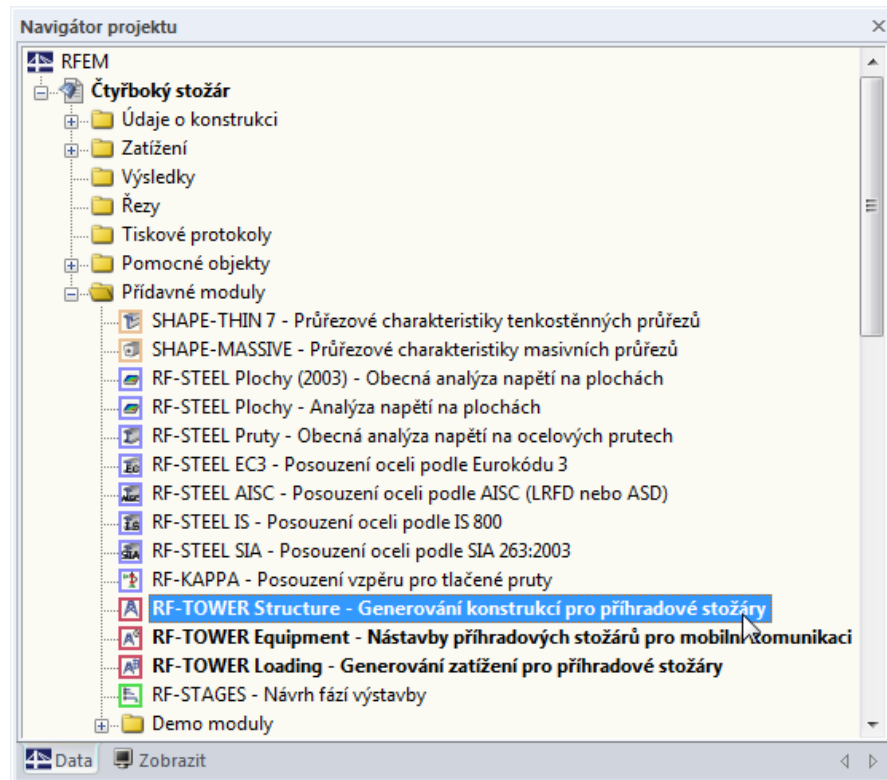 Navigátor projektu
RFEM
Čtyřboký stožár
Údaje o konstrukci
Zatížení
Výsledky
Řezy
Tiskové protokoly
Pomocné objekty
Přídavné moduly
SHAPE-THIN 7 - Průřezové charakteristiky tenkostěnných průřezů
SHAPE-MASSIVE - Průřezové charakteristiky masivních průřezů
RF-STEEL Plochy (2003) - Obecná analýza napětí na plochách
RF-STEEL Plochy - Analýza napětí na plochách
RF-STEEL Pruty - Obecná analýza napětí na ocelových prutech
RF-STEEL EC3 - Posouzení oceli podle Eurokódu 3
RF-STEEL AISC - Posouzení oceli podle AISC (LRFD nebo ASD)
RF-STEEL IS - Posouzení oceli podle IS 800
RF-STEEL SIA - Posouzení oceli podle SIA 263:2003
RF-KAPPA - Posouzení vzpěru pro tlačené pruty
RF-TOWER Structure - Generování konstrukcí pro příhradové stožáry
RF-TOWER Equipment - Nástavby příhradových stožárů pro mobilní komunikaci
RF-TOWER Loading - Generování zatížení pro příhradové stožáry
RF-STAGES - Návrh fází výstavby
Demo moduly
Data Zobrazit